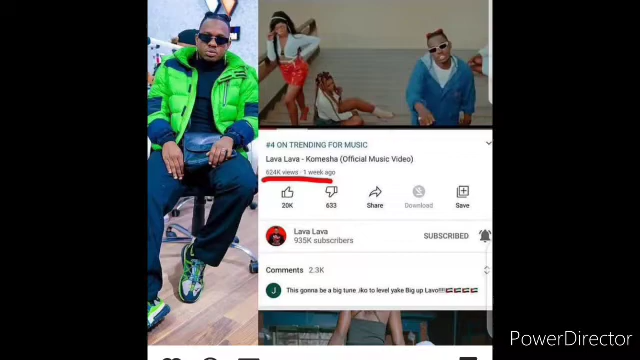 #4 ON TRENDING FOR MUSIC
Lava Lava - Komesha (Official Music Video)
624K views · 1 week ago
20K
633
Share
Download
Save
Lava Lava
935K subscribers
SUBSCRIBED
Comments 2.3K
J
This gonna be a big tune .iko to level yake Big up Lavo!!!!
PowerDirector